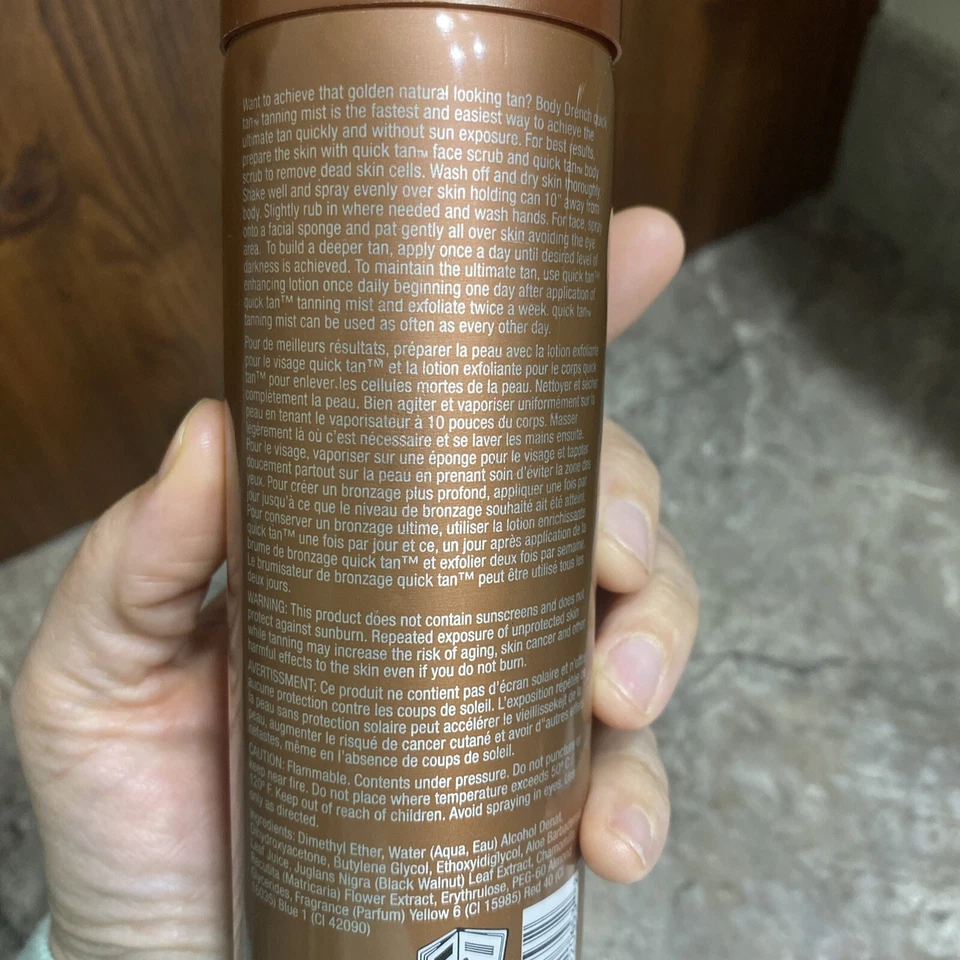 Want to achieve that golden natural looking tan? Body Drench quick
tan™ tanning mist is the fastest and easiest way to achieve the
ultimate tan quickly and without sun exposure. For best results,
prepare the skin with quick tan™ face scrub and quick tan™ body
scrub to remove dead skin cells. Wash off and dry skin thoroughly
Shake well and spray evenly over skin holding can 10" away from
body. Slightly rub in where needed and wash hands. For face, spray
onto a facial sponge and pat gently all over skin avoiding the eye
area. To build a deeper tan, apply once a day until desired level of
darkness is achieved. To maintain the ultimate tan, use quick tan™
enhancing lotion once daily beginning one day after application of
quick tan™ tanning mist and exfoliate twice a week. quick tan™
tanning mist can be used as often as every other day.
Pour de meilleurs résultats, préparer la peau avec la lotion exfoliante
pour le visage quick tan™ et la lotion exfoliante pour le corps quick
tan™ pour enlever.les cellules mortes de la peau. Nettoyer et sécher
complètement la peau. Bien agiter et vaporiser uniformément sur la
peau en tenant le vaporisateur à 10 pouces du corps. Masser
légèrement là où c'est nécessaire et se laver les mains ensuite.
Pour le visage, vaporiser sur une éponge pour le visage et tapoter
doucement partout sur la peau en prenant soin d'éviter la zone des
yeux. Pour créer un bronzage plus profond, appliquer une fois par
jour jusqu'à ce que le niveau de bronzage souhaité ait été atteint.
Pour conserver un bronzage ultime, utiliser la lotion enrichissante
quick tan™ une fois par jour et ce, un jour après application de la
brume de bronzage quick tan™ et exfolier deux fois par semaine.
Le brumisateur de bronzage quick tan™ peut être utilisé tous les
deux jours.
WARNING: This product does not contain sunscreens and does not
protect against sunburn. Repeated exposure of unprotected skin
while tanning may increase the risk of aging, skin cancer and other
harmful effects to the skin even if you do not burn.
AVERTISSMENT: Ce produit ne contient pas d'écran solaire et n'offre
aucune protection contre les coups de soleil. L'exposition répétée de
la peau sans protection solaire peut accélérer le vieillissekejt de la
peau, augmenter le risqué de cancer cutané et avoir d"autres effets
néfastes, même en l'absence de coups de soleil.
CAUTION: Flammable. Contents under pressure. Do not puncture or
keep near fire. Do not place where temperature exceeds 50° C /
120° F. Keep out of reach of children. Avoid spraying in eyes. Use
only as directed.
Ingredients: Dimethyl Ether, Water (Aqua, Eau) Alcohol Denat,
Dihydroxyacetone, Butylene Glycol, Ethoxyidiglycol, Aloe Barbadensis
Leaf Juice, Juglans Nigra (Black Walnut) Leaf Extract, Chamomilla
Recutita (Matricaria) Flower Extract, Erythrulose, PEG-60 Almond
Glycerides, Fragrance (Parfum) Yellow 6 (CI 15985) Red 40 (CI
16035) Blue 1 (CI 42090)